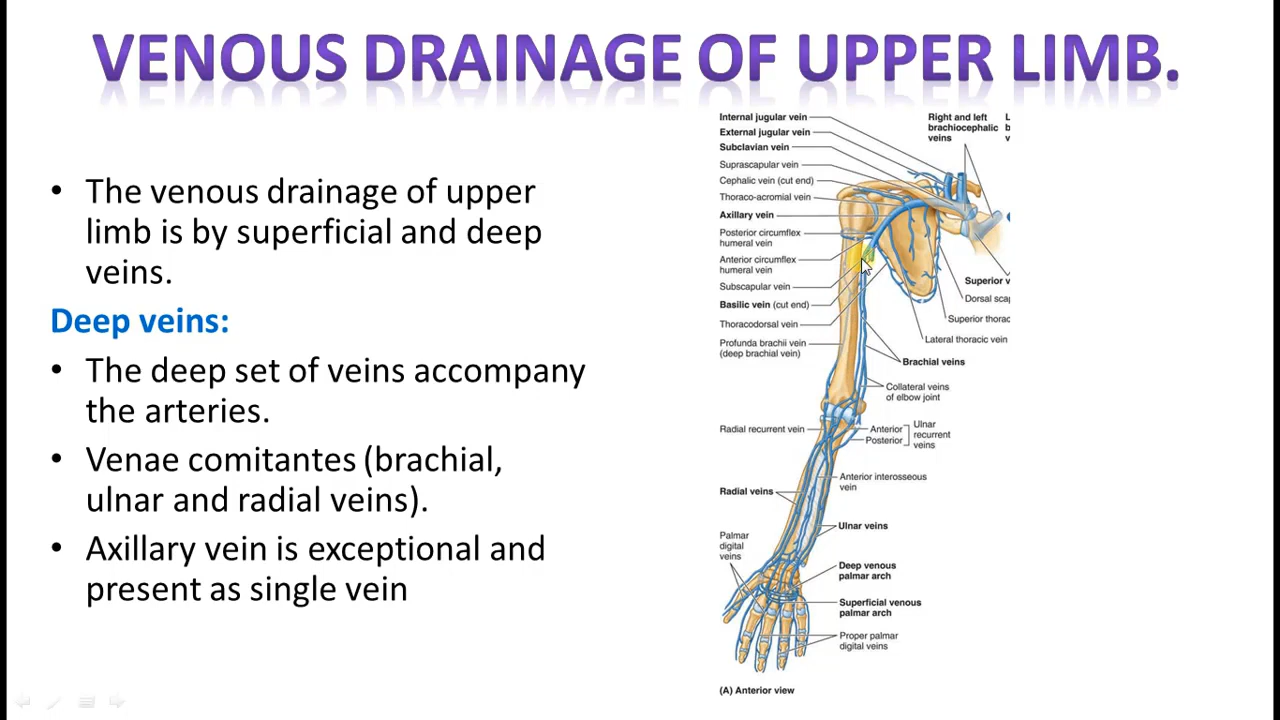 VENOUS DRAINAGE OF UPPER LIMB.
• The venous drainage of upper
limb is by superficial and deep
veins.
Deep veins:
• The deep set of veins accompany
the arteries.
• Venae comitantes (brachial,
ulnar and radial veins).
• Axillary vein is exceptional and
present as single vein
Internal jugular vein
External jugular vein
Subclavian vein
Suprascapular vein
Cephalic vein (cut end)
Thoraco-acromial vein
Axillary vein
Posterior circumflex
humeral vein
Anterior circumflex
humeral vein
Subscapular vein
Basilic vein (cut end)
Thoracodorsal vein
Profunda brachii vein
(deep brachial vein)
Radial recurrent vein
Radial veins
Palmar
digital
veins
Right and left
brachiocephalic
veins
L
b
v
Superior v
Dorsal sca
Superior thorac
Lateral thoracic vein
Brachial veins
Collateral veins
of elbow joint
Anterior
Posterior
Ulnar
recurrent
veins
Anterior interosseous
vein
Ulnar veins
Deep venous
palmar arch
Superficial venous
palmar arch
Proper palmar
digital veins
(A) Anterior view